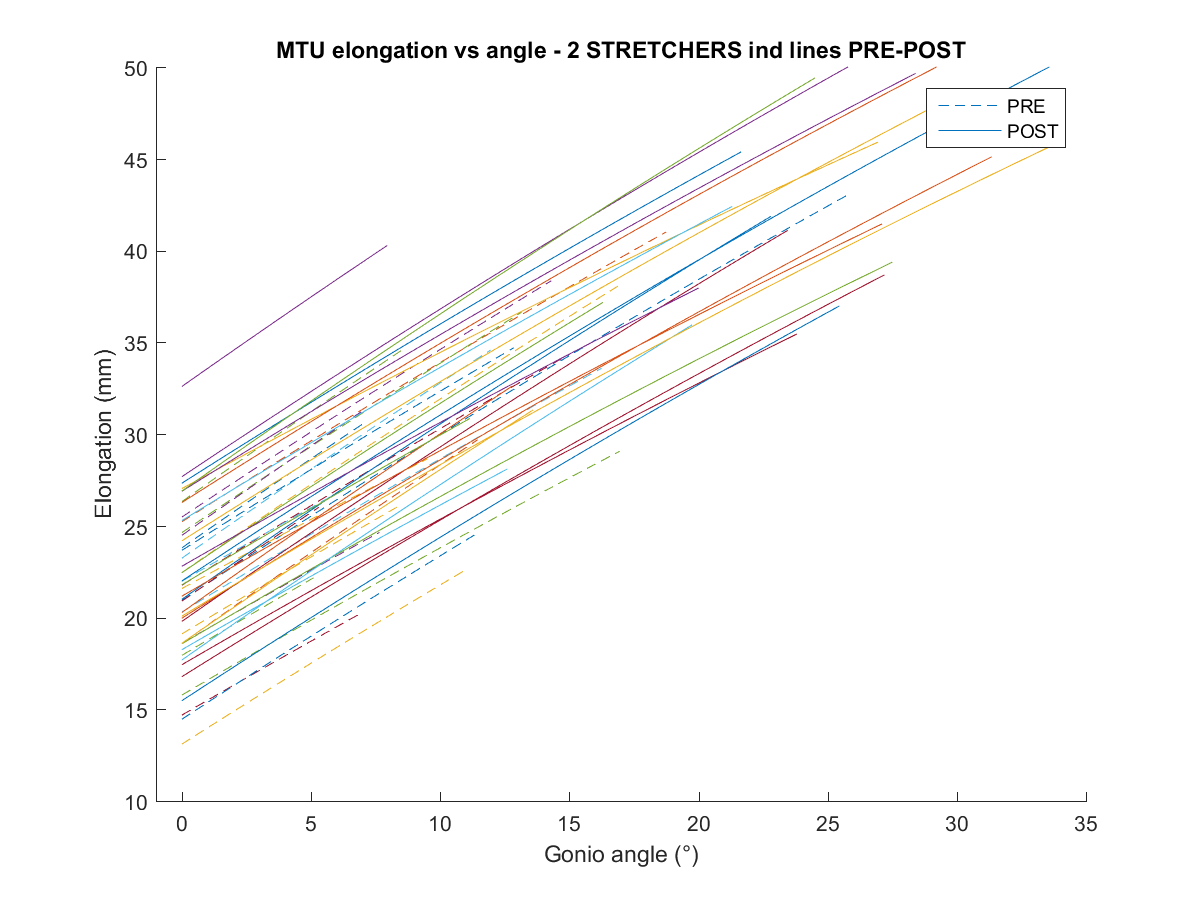 MTU elongation vs angle - 2 STRETCHERS ind lines PRE-POST
50
45
40
35
30
25
20
15
10
Elongation (mm)
PRE
POST
0 5 10 15 20 25 30 35
Gonio angle (°)